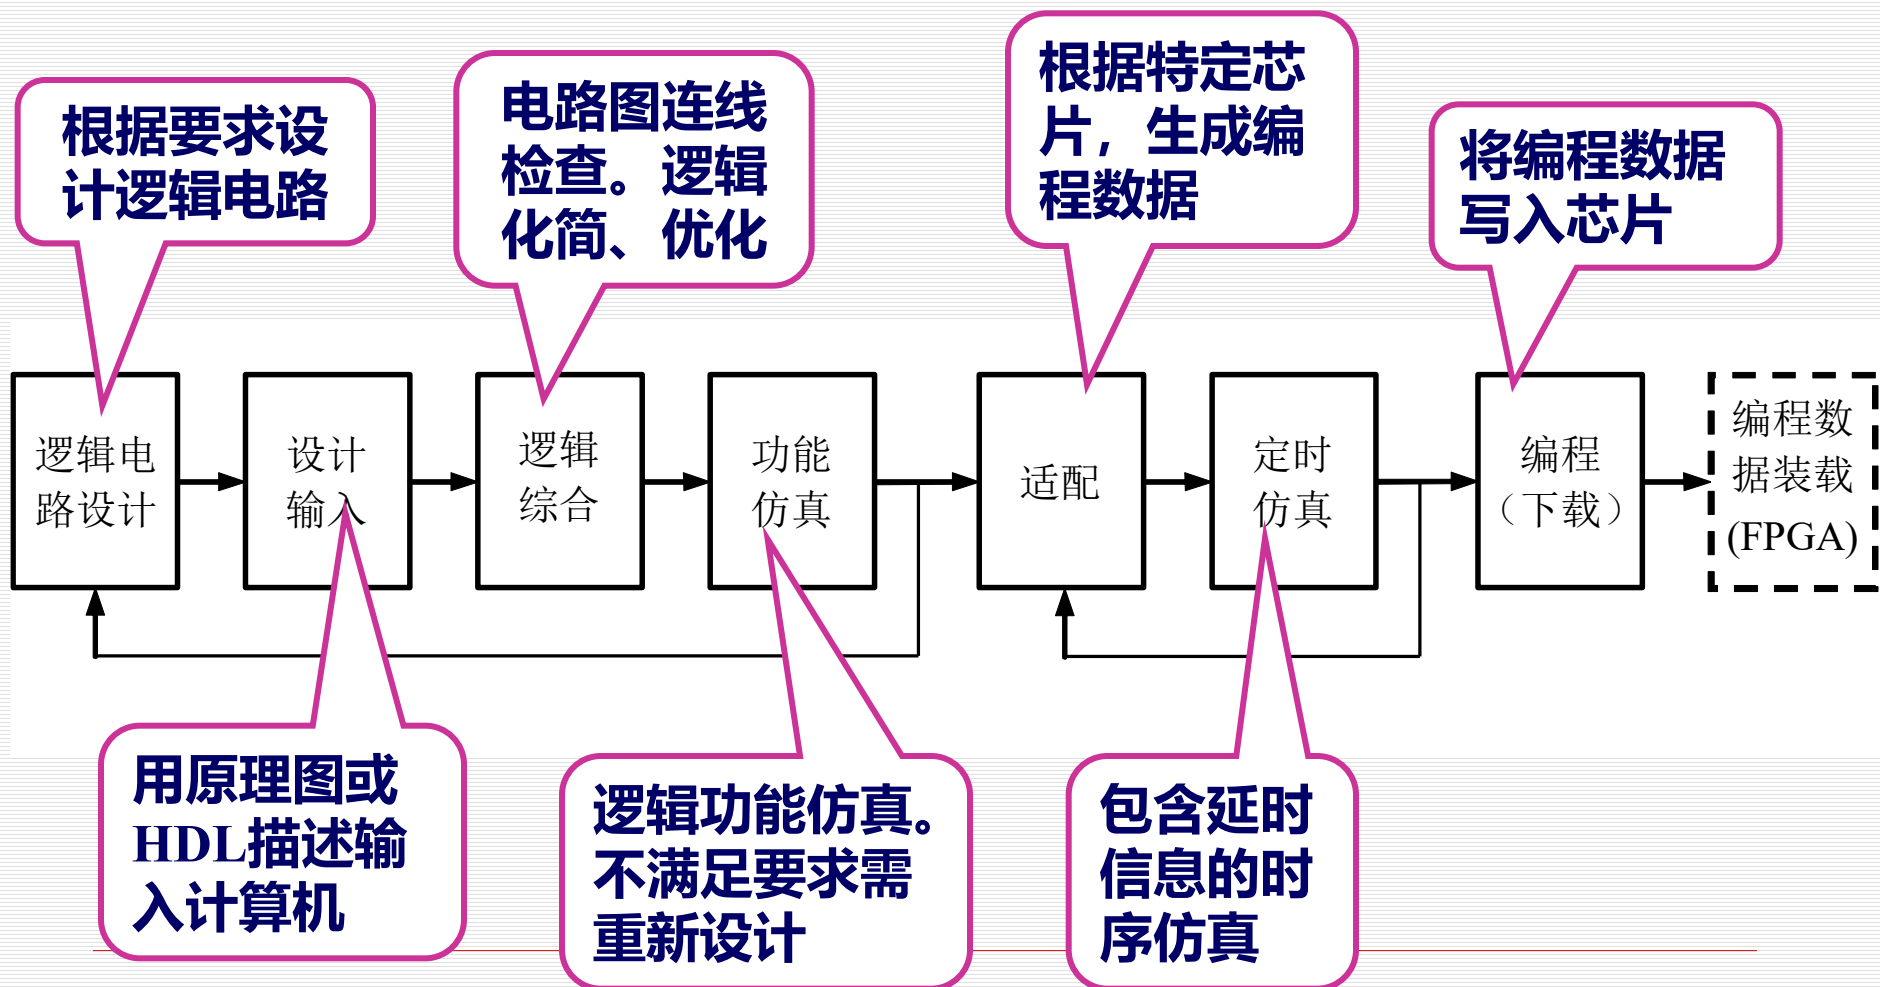 根据要求设
计逻辑电路
电路图连线
检查。逻辑
化简、优化
根据特定芯
片，生成编
程数据
将编程数据
写入芯片
逻辑电
路设计
设计
输入
逻辑
综合
功能
仿真
适配
定时
仿真
编程
（下载）
编程数
据装载
(FPGA)
用原理图或
HDL描述输
入计算机
逻辑功能仿真。
不满足要求需
重新设计
包含延时
信息的时
序仿真